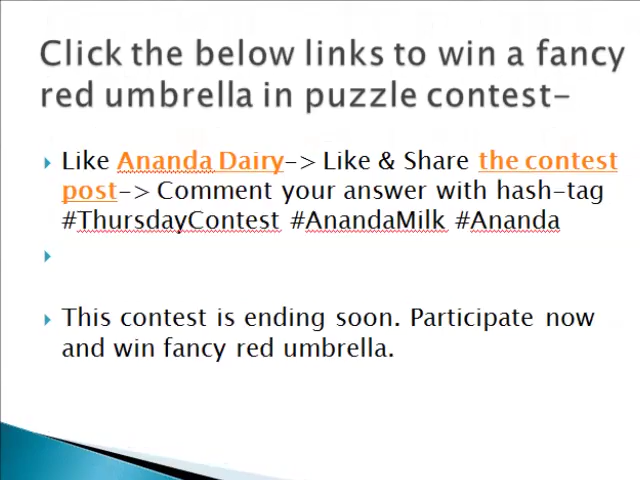 Click the below links to win a fancy
red umbrella in puzzle contest-
Like Ananda Dairy-> Like & Share the contest
post-> Comment your answer with hash-tag
#ThursdayContest #AnandaMilk #Ananda
This contest is ending soon. Participate now
and win fancy red umbrella.